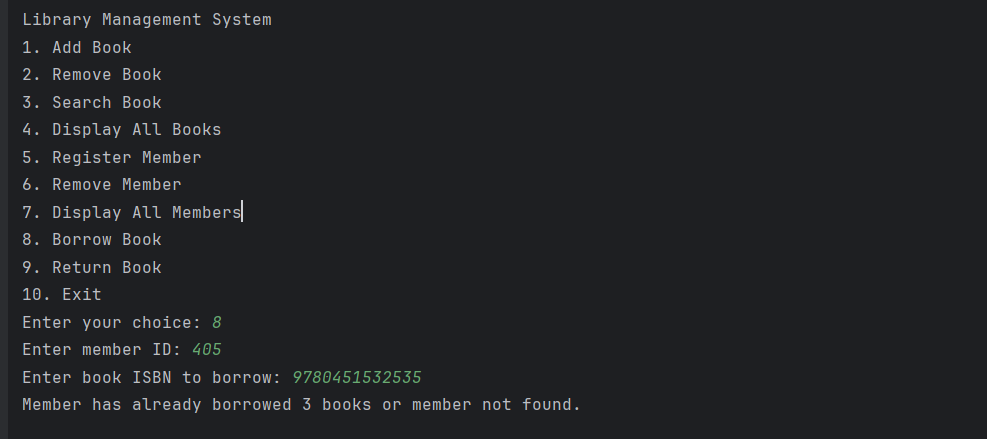 Library Management System
1. Add Book
2. Remove Book
3. Search Book
4. Display All Books
5. Register Member
6. Remove Member
7. Display All Members
8. Borrow Book
9. Return Book
10. Exit
Enter your choice: 8
Enter member ID: 405
Enter book ISBN to borrow: 9780451532535
Member has already borrowed 3 books or member not found.